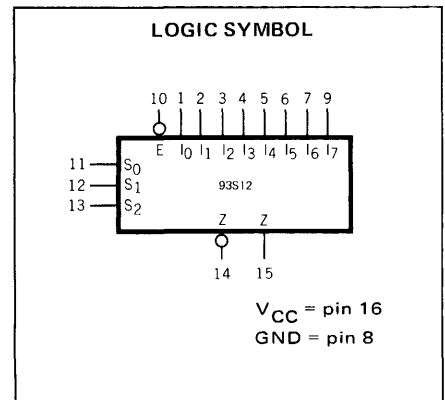 LOGIC SYMBOL
10 1 2 3 4 5 6 7 9
E I0 I1 I2 I3 I4 I5 I6 I7
11 S0
12 S1
13 S2
93S12
Z Z
14 15
VCC = pin 16
GND = pin 8